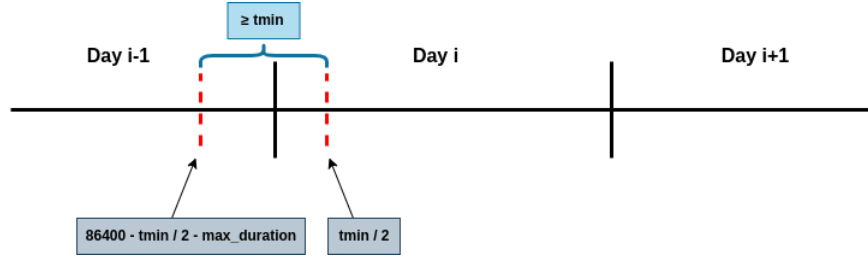 ≥ tmin
Day i-1
Day i
Day i+1
86400 - tmin / 2 - max_duration
tmin / 2